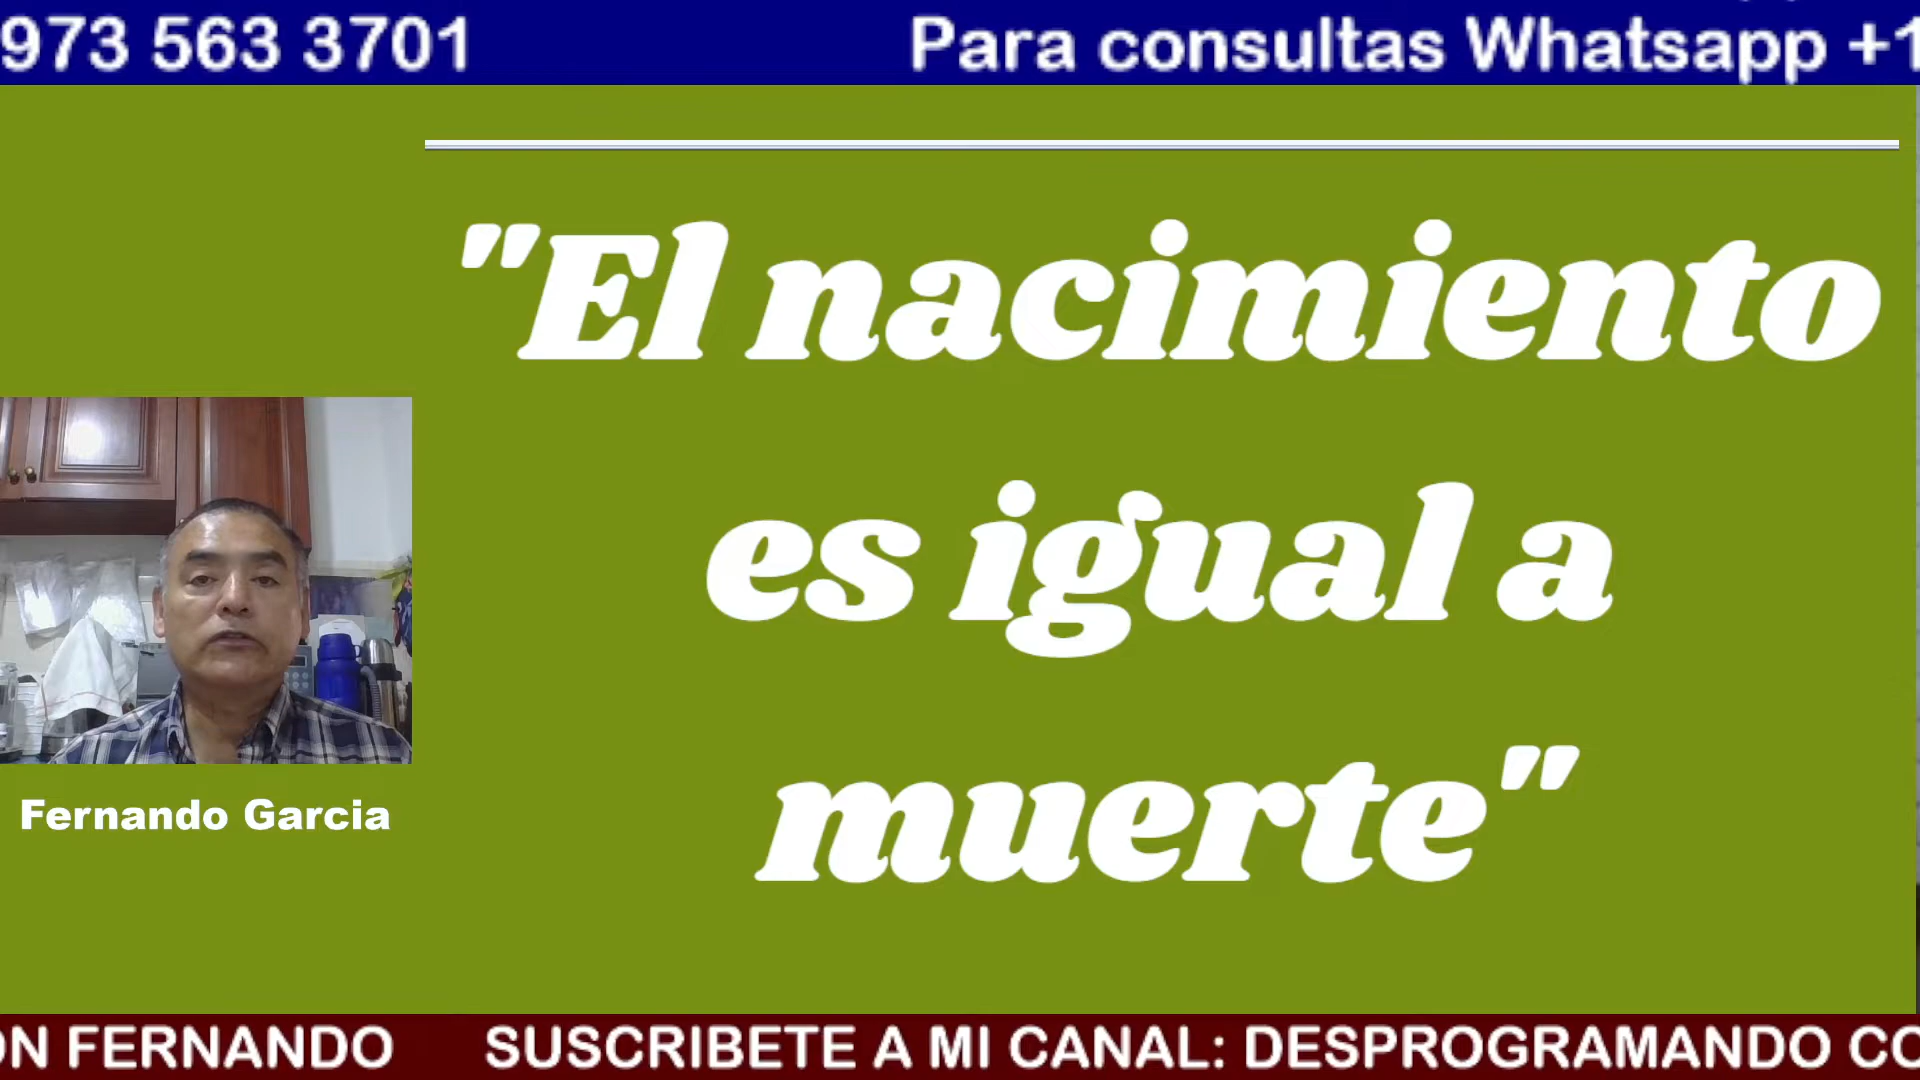 973 563 3701 Para consultas Whatsapp +1
"El nacimiento
es igual a
muerte"
Fernando Garcia
ON FERNANDO SUSCRIBETE A MI CANAL: DESPROGRAMANDO CO